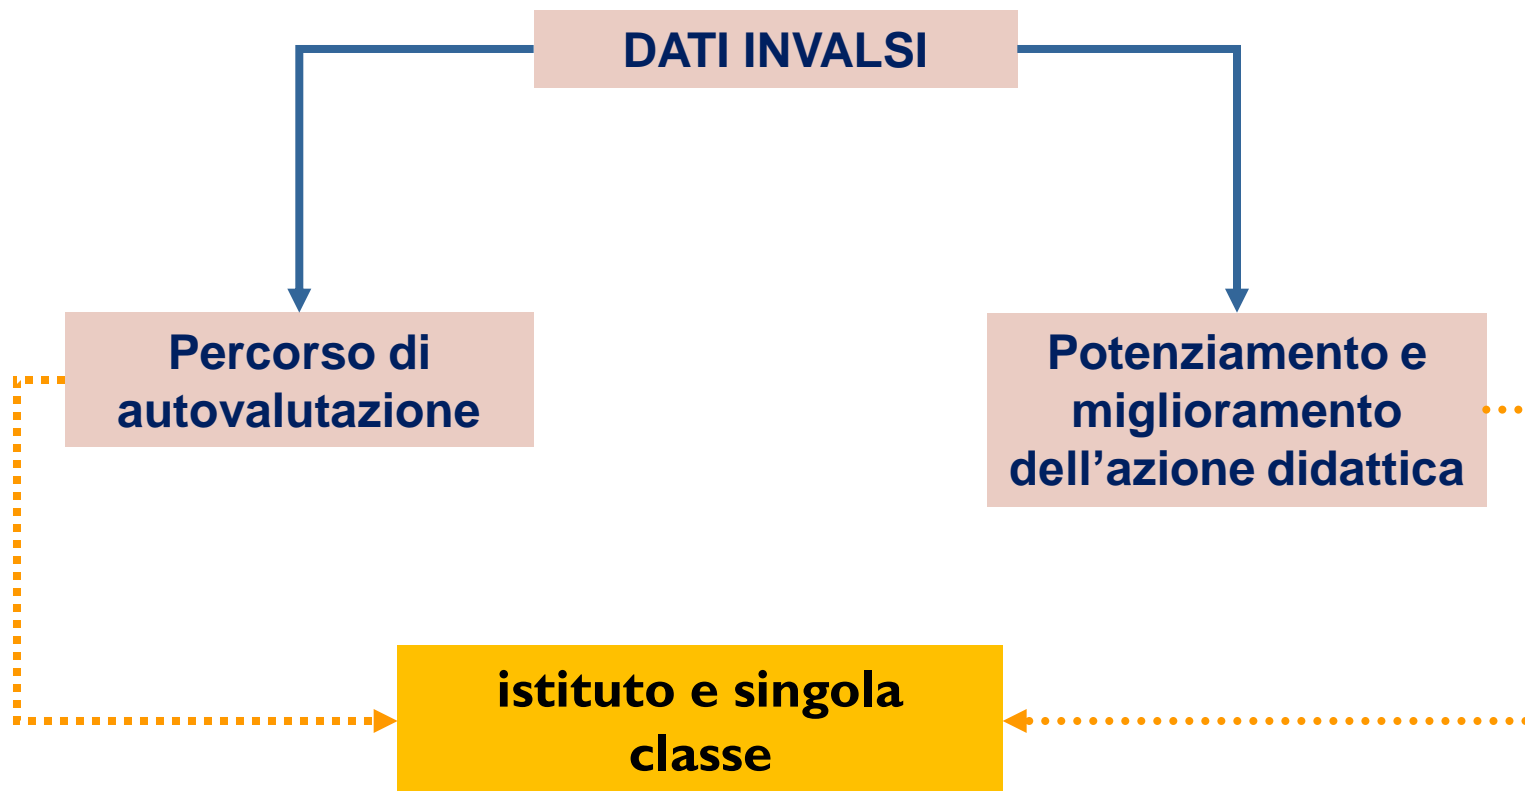 DATI INVALSI
Percorso di
autovalutazione
Potenziamento e
miglioramento
dell’azione didattica
istituto e singola
classe